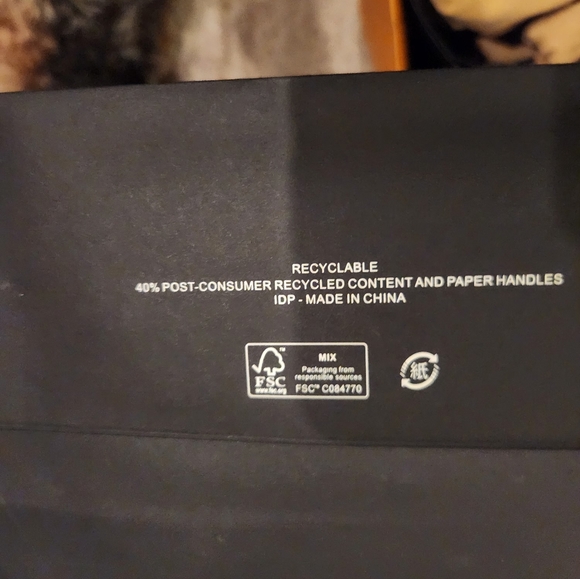 RECYCLABLE
40% POST-CONSUMER RECYCLED CONTENT AND PAPER HANDLES
IDP - MADE IN CHINA
FSC
www.fsc.org
MIX
Packaging from
responsible sources
FSC™ C084770
紙